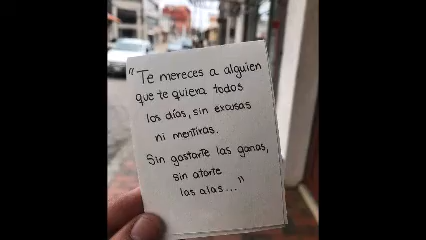 "Te mereces a alguien
que te quiera todos
los días, sin excusas
ni mentiras.
Sin gastarte las ganas,
sin atarte
las alas..."